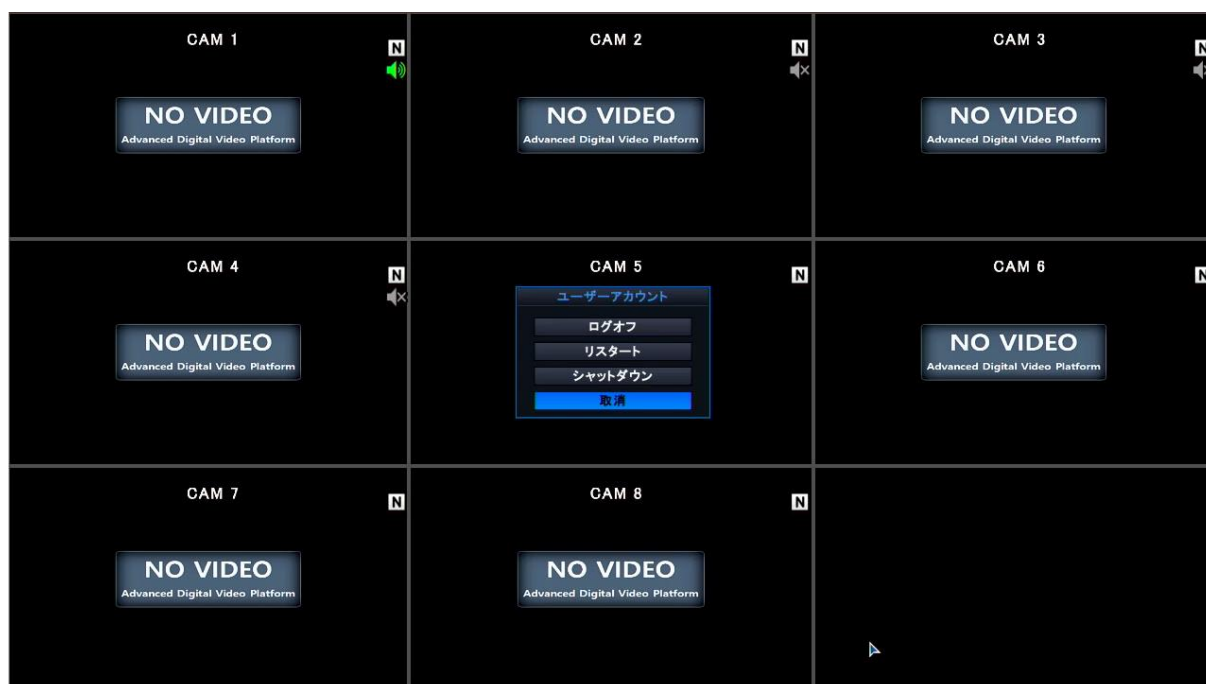 CAM 1
N
NO VIDEO
Advanced Digital Video Platform
CAM 2
N
NO VIDEO
Advanced Digital Video Platform
CAM 3
N
NO VIDEO
Advanced Digital Video Platform
CAM 4
N
NO VIDEO
Advanced Digital Video Platform
CAM 5
N
ユーザーアカウント
ログオフ
リスタート
シャットダウン
取消
CAM 6
N
NO VIDEO
Advanced Digital Video Platform
CAM 7
N
NO VIDEO
Advanced Digital Video Platform
CAM 8
N
NO VIDEO
Advanced Digital Video Platform